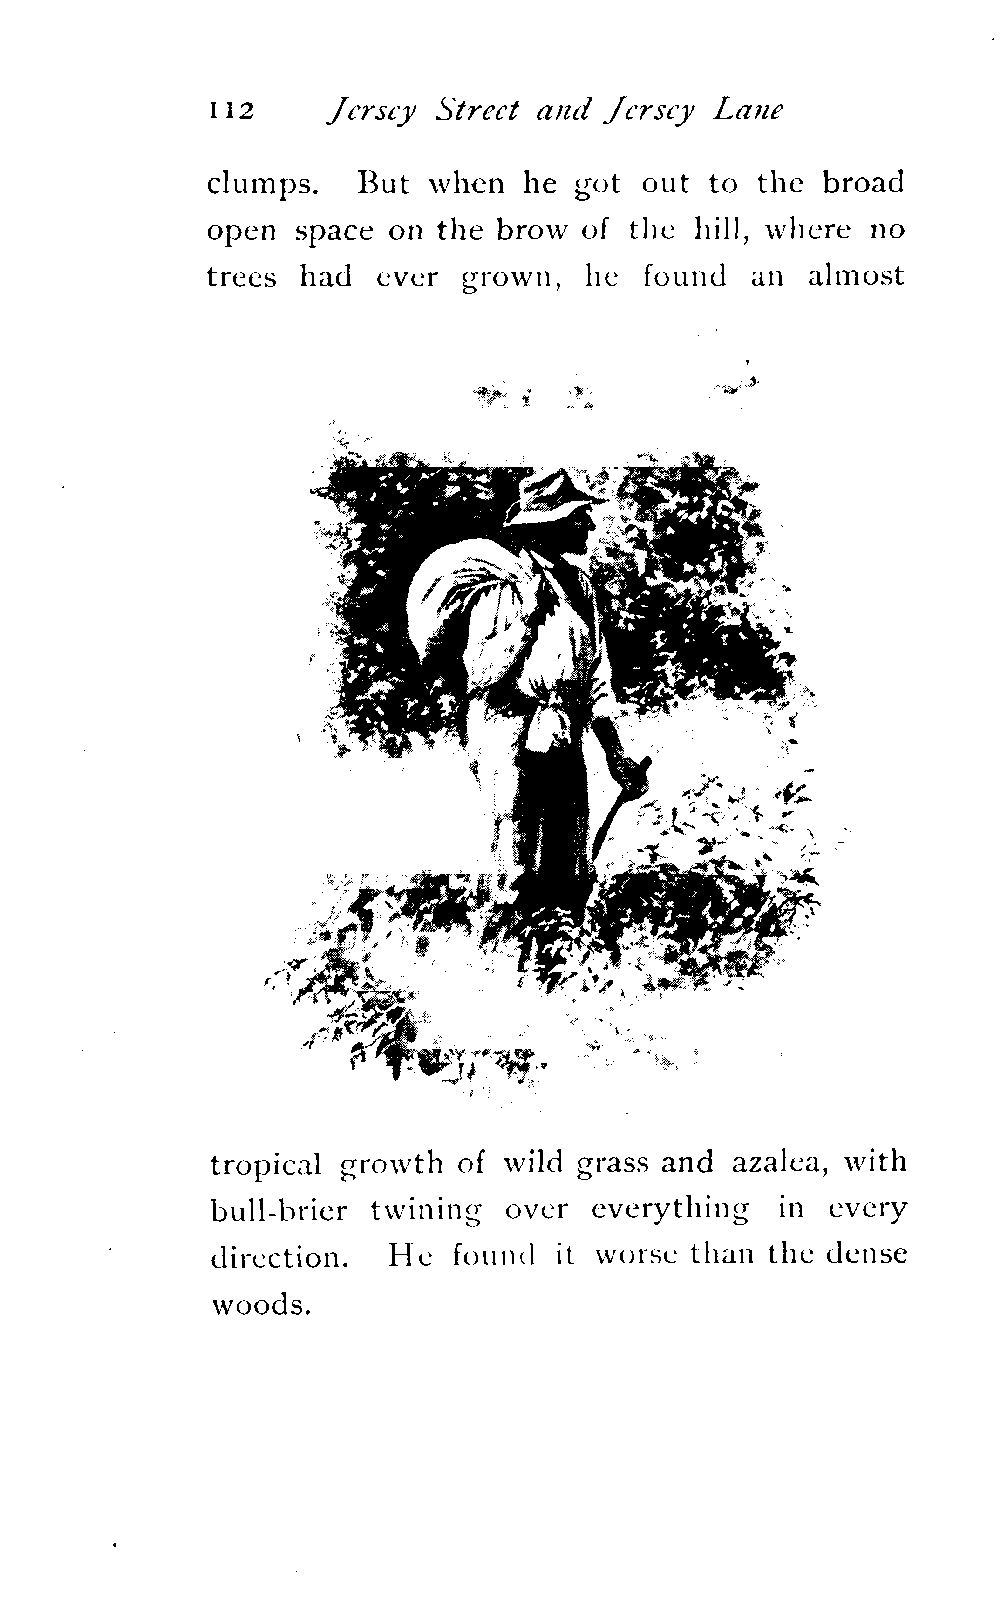 112 Jersey Street and Jersey Lane
clumps. But when he got out to the broad
open space on the brow of the hill, where no
trees had ever grown, he found an almost
tropical growth of wild grass and azalea, with
bull-brier twining over everything in every
direction. He found it worse than the dense
woods.